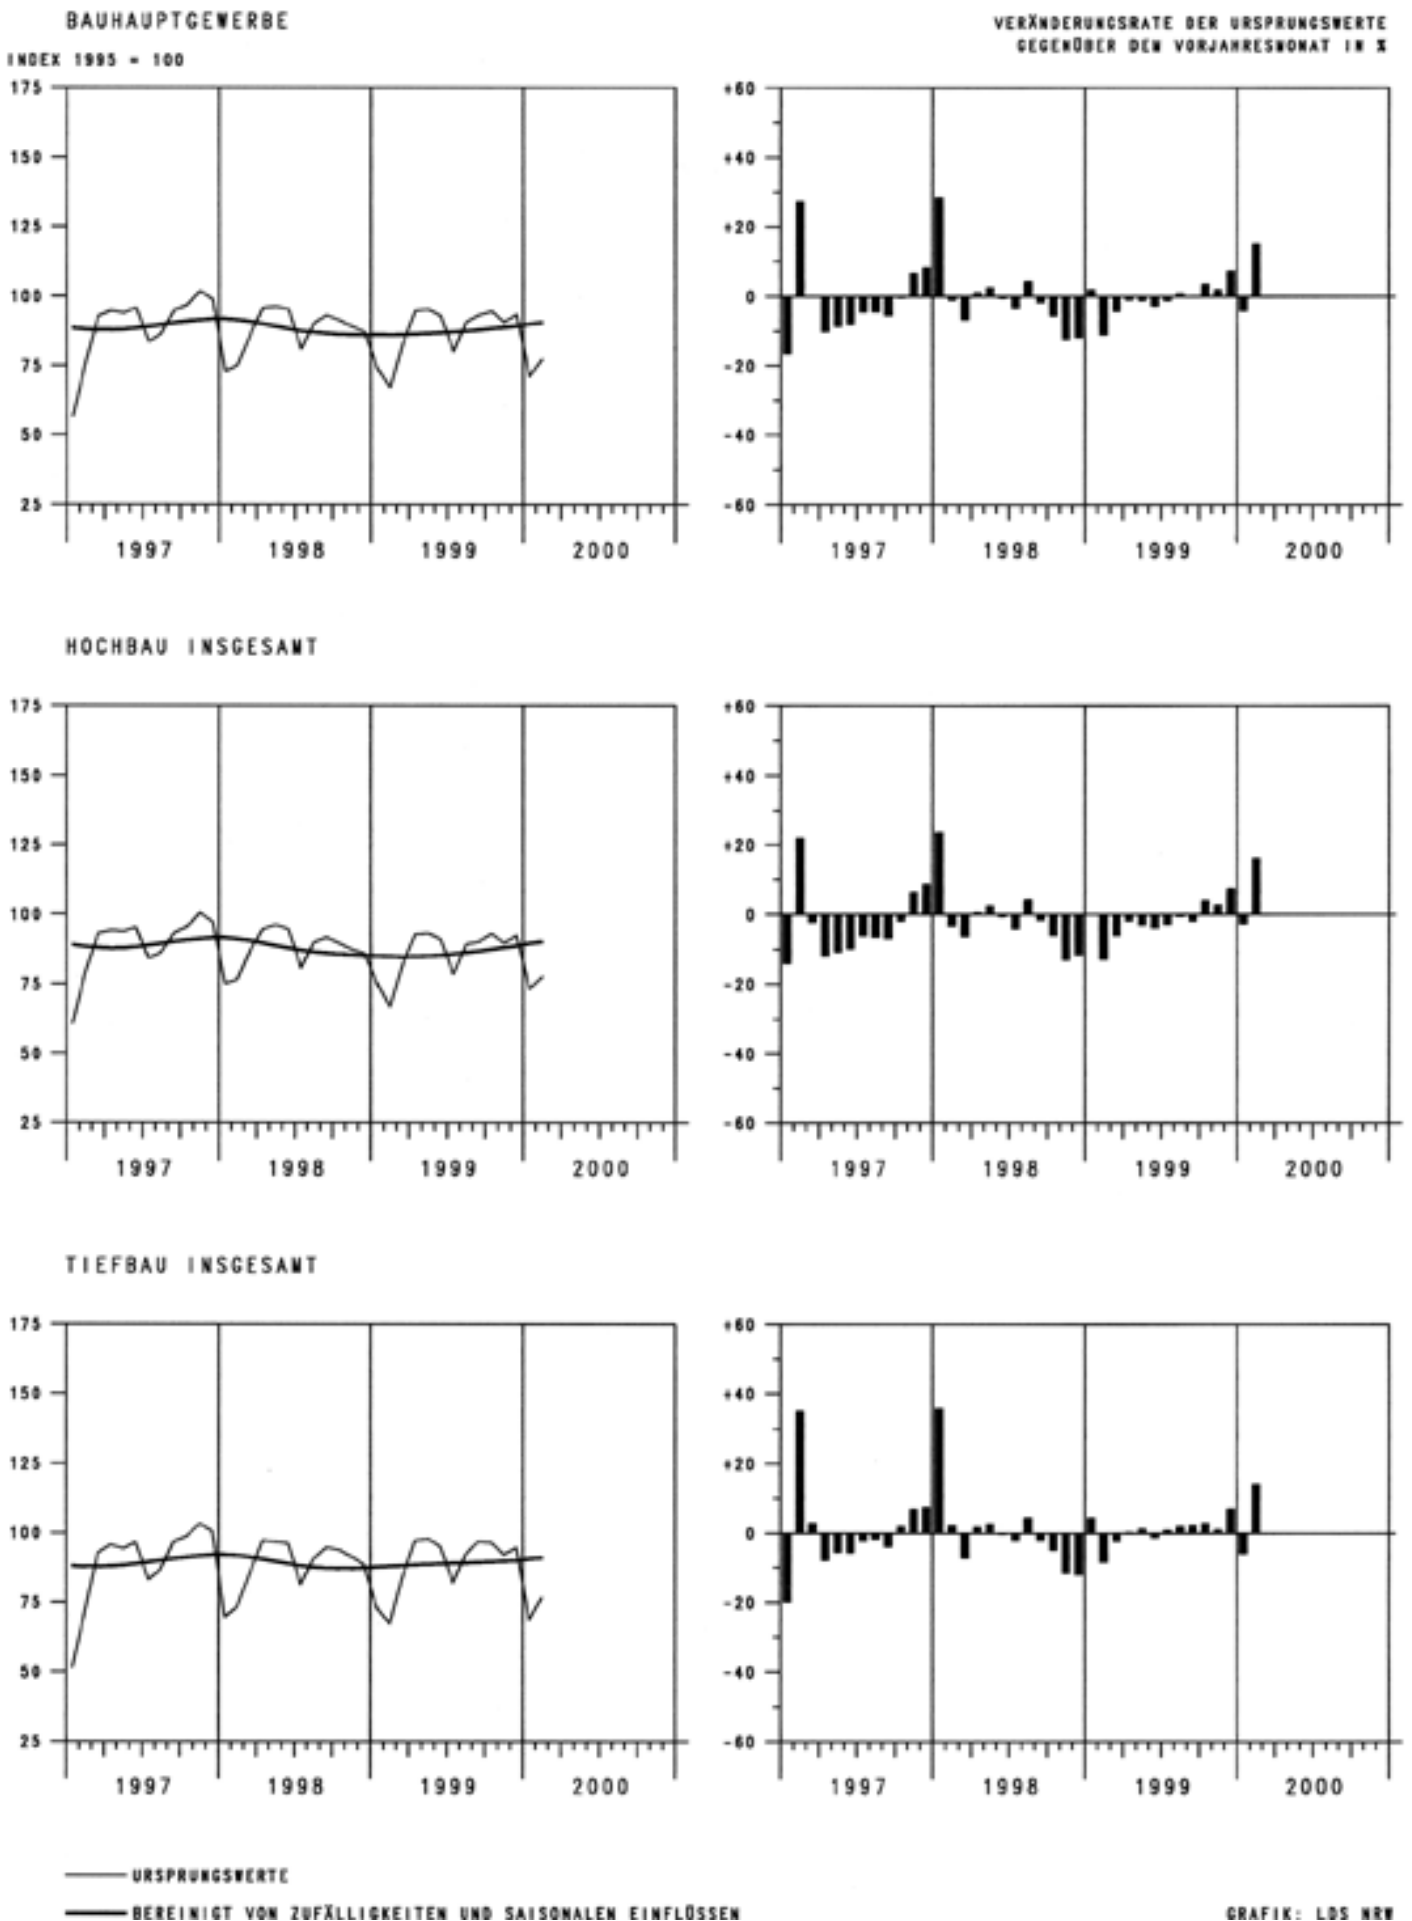 BAUHAUPTGEWERBE
VERÄNDERUNGSRATE DER URSPRUNGSWERTE
GEGENÜBER DEM VORJAHRESMONAT IN %
INDEX 1995 = 100
175
150
125
100
75
50
25
1997 1998 1999 2000
+60
+40
+20
0
-20
-40
-60
1997 1998 1999 2000
HOCHBAU INSGESAMT
175
150
125
100
75
50
25
1997 1998 1999 2000
+60
+40
+20
0
-20
-40
-60
1997 1998 1999 2000
TIEFBAU INSGESAMT
175
150
125
100
75
50
25
1997 1998 1999 2000
+60
+40
+20
0
-20
-40
-60
1997 1998 1999 2000
URSPRUNGSWERTE
BEREINIGT VON ZUFÄLLIGKEITEN UND SAISONALEN EINFLÜSSEN
GRAFIK: LDS NRW